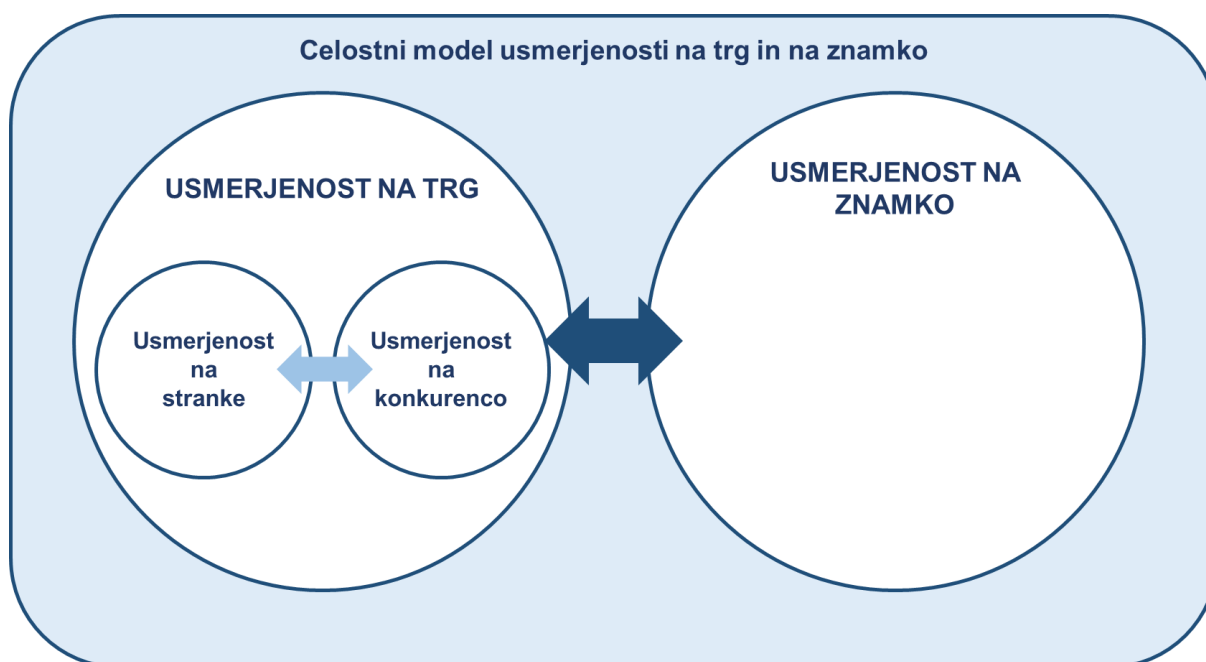 Celostni model usmerjenosti na trg in na znamko
USMERJENOST NA TRG
Usmerjenost
na
stranke
Usmerjenost
na
konkurenco
USMERJENOST NA
ZNAMKO